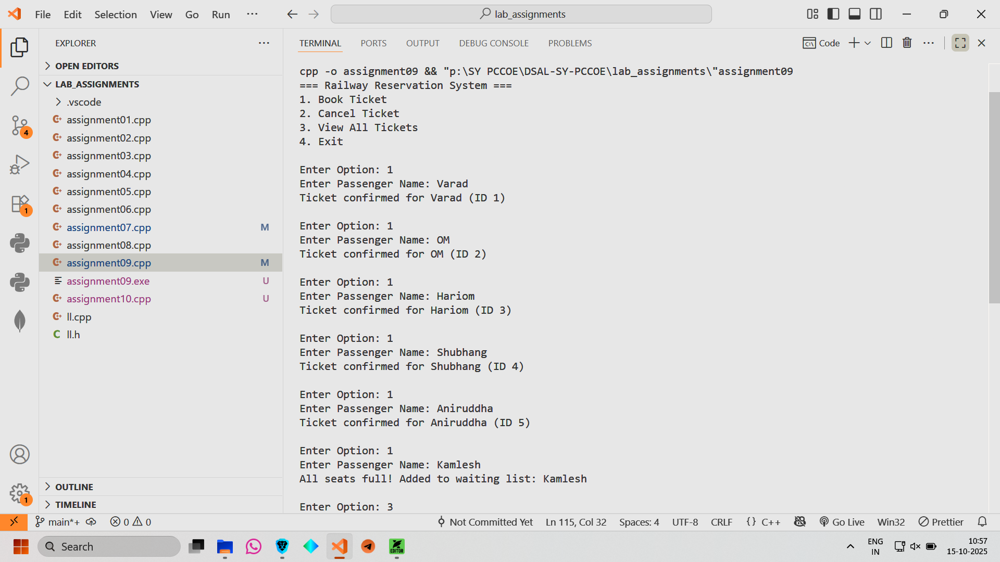 File Edit Selection View Go Run ···
lab_assignments
EXPLORER
OPEN EDITORS
LAB_ASSIGNMENTS
.vscode
assignment01.cpp
assignment02.cpp
assignment03.cpp
assignment04.cpp
assignment05.cpp
assignment06.cpp
assignment07.cpp M
assignment08.cpp
assignment09.cpp M
assignment09.exe U
assignment10.cpp U
ll.cpp
C ll.h
OUTLINE
TIMELINE
4
1
1
TERMINAL PORTS OUTPUT DEBUG CONSOLE PROBLEMS
Code
cpp -o assignment09 && "p:\SY PCCOE\DSAL-SY-PCCOE\lab_assignments\"assignment09
=== Railway Reservation System ===
1. Book Ticket
2. Cancel Ticket
3. View All Tickets
4. Exit
Enter Option: 1
Enter Passenger Name: Varad
Ticket confirmed for Varad (ID 1)
Enter Option: 1
Enter Passenger Name: OM
Ticket confirmed for OM (ID 2)
Enter Option: 1
Enter Passenger Name: Hariom
Ticket confirmed for Hariom (ID 3)
Enter Option: 1
Enter Passenger Name: Shubhang
Ticket confirmed for Shubhang (ID 4)
Enter Option: 1
Enter Passenger Name: Aniruddha
Ticket confirmed for Aniruddha (ID 5)
Enter Option: 1
Enter Passenger Name: Kamlesh
All seats full! Added to waiting list: Kamlesh
Enter Option: 3
main*+ 0 0 Not Committed Yet Ln 115, Col 32 Spaces: 4 UTF-8 CRLF {} C++ Go Live Win32 Prettier
Search
EDITOR
ENG
IN
10:57
15-10-2025